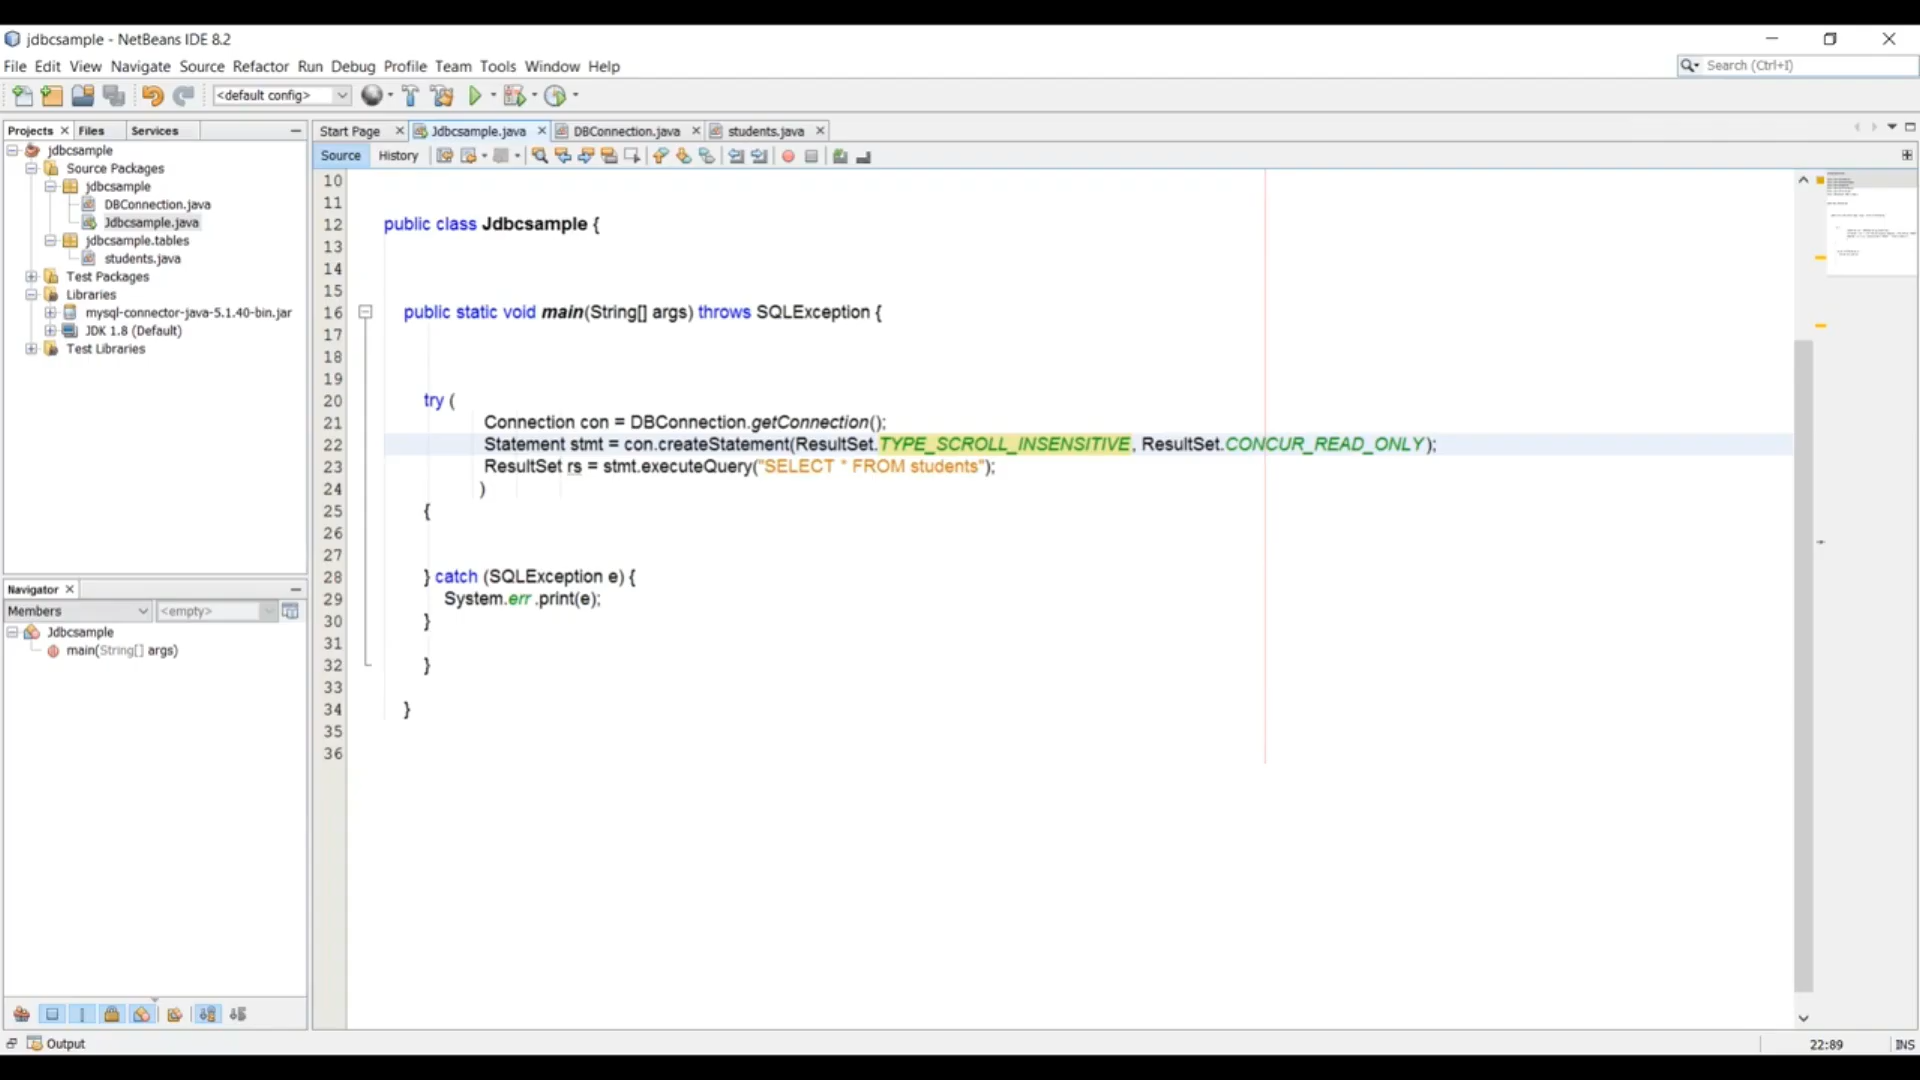 jdbcsample - NetBeans IDE 8.2
File Edit View Navigate Source Refactor Run Debug Profile Team Tools Window Help
Search (Ctrl+I)
<default config>
Projects Files Services
Start Page Jdbcsample.java DBConnection.java students.java
Source History
jdbcsample
Source Packages
jdbcsample
DBConnection.java
Jdbcsample.java
jdbcsample.tables
students.java
Test Packages
Libraries
mysql-connector-java-5.1.40-bin.jar
JDK 1.8 (Default)
Test Libraries
Navigator
Members <empty>
Jdbcsample
main(String[] args)
10
11
12 public class Jdbcsample {
13
14
15
16 public static void main(String[] args) throws SQLException {
17
18
19
20 try (
21 Connection con = DBConnection.getConnection();
22 Statement stmt = con.createStatement(ResultSet.TYPE_SCROLL_INSENSITIVE, ResultSet.CONCUR_READ_ONLY);
23 ResultSet rs = stmt.executeQuery("SELECT * FROM students");
24 )
25 {
26
27
28 } catch (SQLException e) {
29 System.err .print(e);
30 }
31
32 }
33
34 }
35
36
Output
22:89 INS